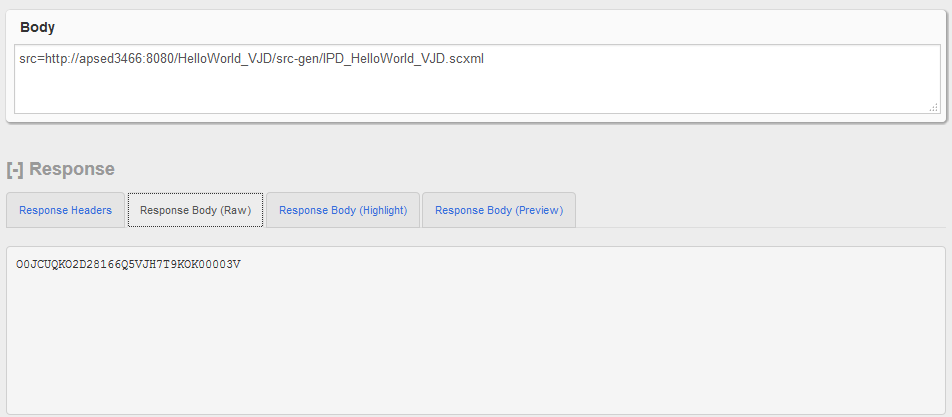 Body
src=http://apsed3466:8080/HelloWorld_VJD/src-gen/IPD_HelloWorld_VJD.scxml
[-] Response
Response Headers
Response Body (Raw)
Response Body (Highlight)
Response Body (Preview)
O0JCUQKO2D28166Q5VJH7T9KOK00003V